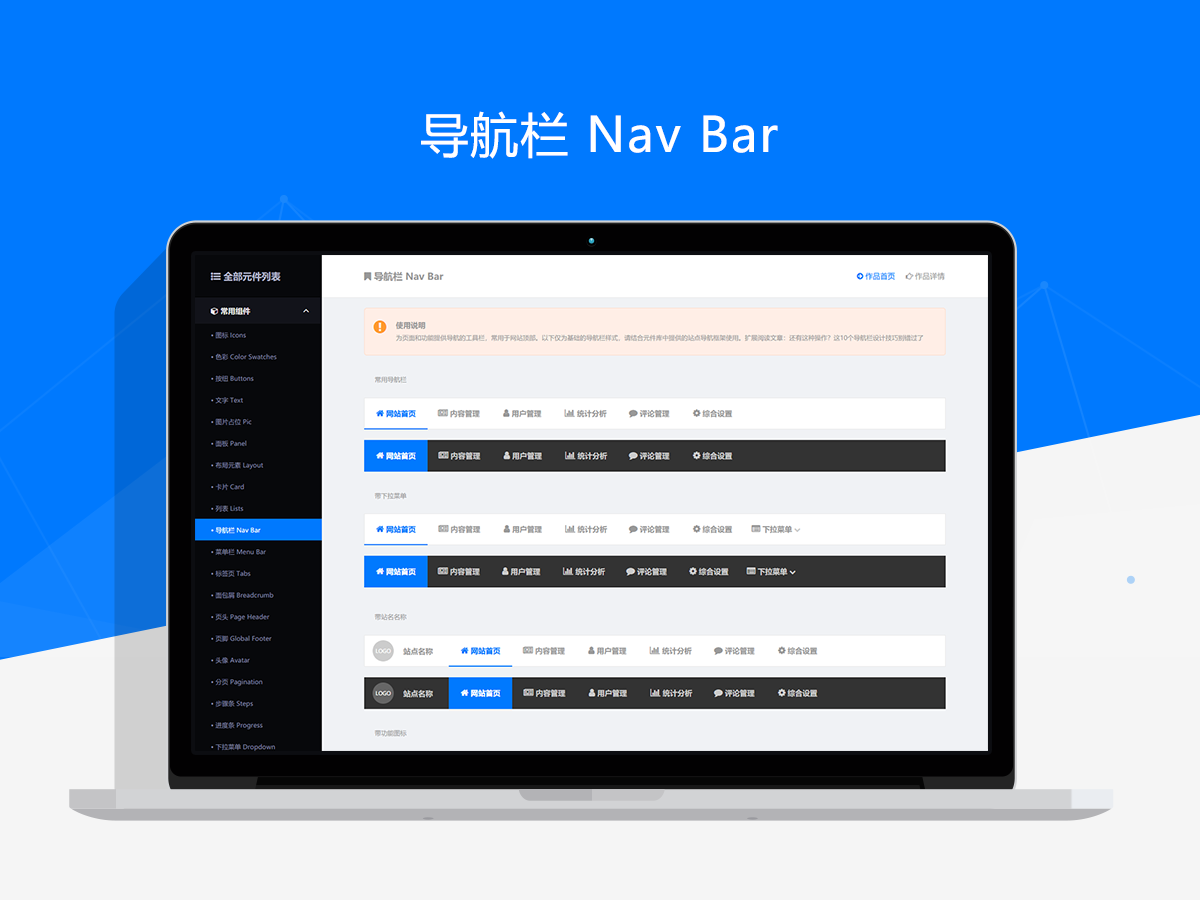 导航栏 Nav Bar
全部元件列表
常用组件
• 图标 Icons
• 色彩 Color Swatches
• 按钮 Buttons
• 文字 Text
• 图片占位 Pic
• 面板 Panel
• 布局元素 Layout
• 卡片 Card
• 列表 Lists
• 导航栏 Nav Bar
• 菜单栏 Menu Bar
• 标签页 Tabs
• 面包屑 Breadcrumb
• 页头 Page Header
• 页脚 Global Footer
• 头像 Avatar
• 分页 Pagination
• 步骤条 Steps
• 进度条 Progress
• 下拉菜单 Dropdown
导航栏 Nav Bar 作品首页 作品详情
使用说明
为页面和功能提供导航的工具栏，常用于网站顶部。以下仅为基础的导航栏样式，请结合元件库中提供的站点导航框架使用。扩展阅读文章：还有这种操作？这10个导航栏设计技巧别错过了
常用导航栏
网站首页 内容管理 用户管理 统计分析 评论管理 综合设置
网站首页 内容管理 用户管理 统计分析 评论管理 综合设置
带下拉菜单
网站首页 内容管理 用户管理 统计分析 评论管理 综合设置 下拉菜单
网站首页 内容管理 用户管理 统计分析 评论管理 综合设置 下拉菜单
带站名名称
LOGO 站点名称 网站首页 内容管理 用户管理 统计分析 评论管理 综合设置
LOGO 站点名称 网站首页 内容管理 用户管理 统计分析 评论管理 综合设置
带功能图标